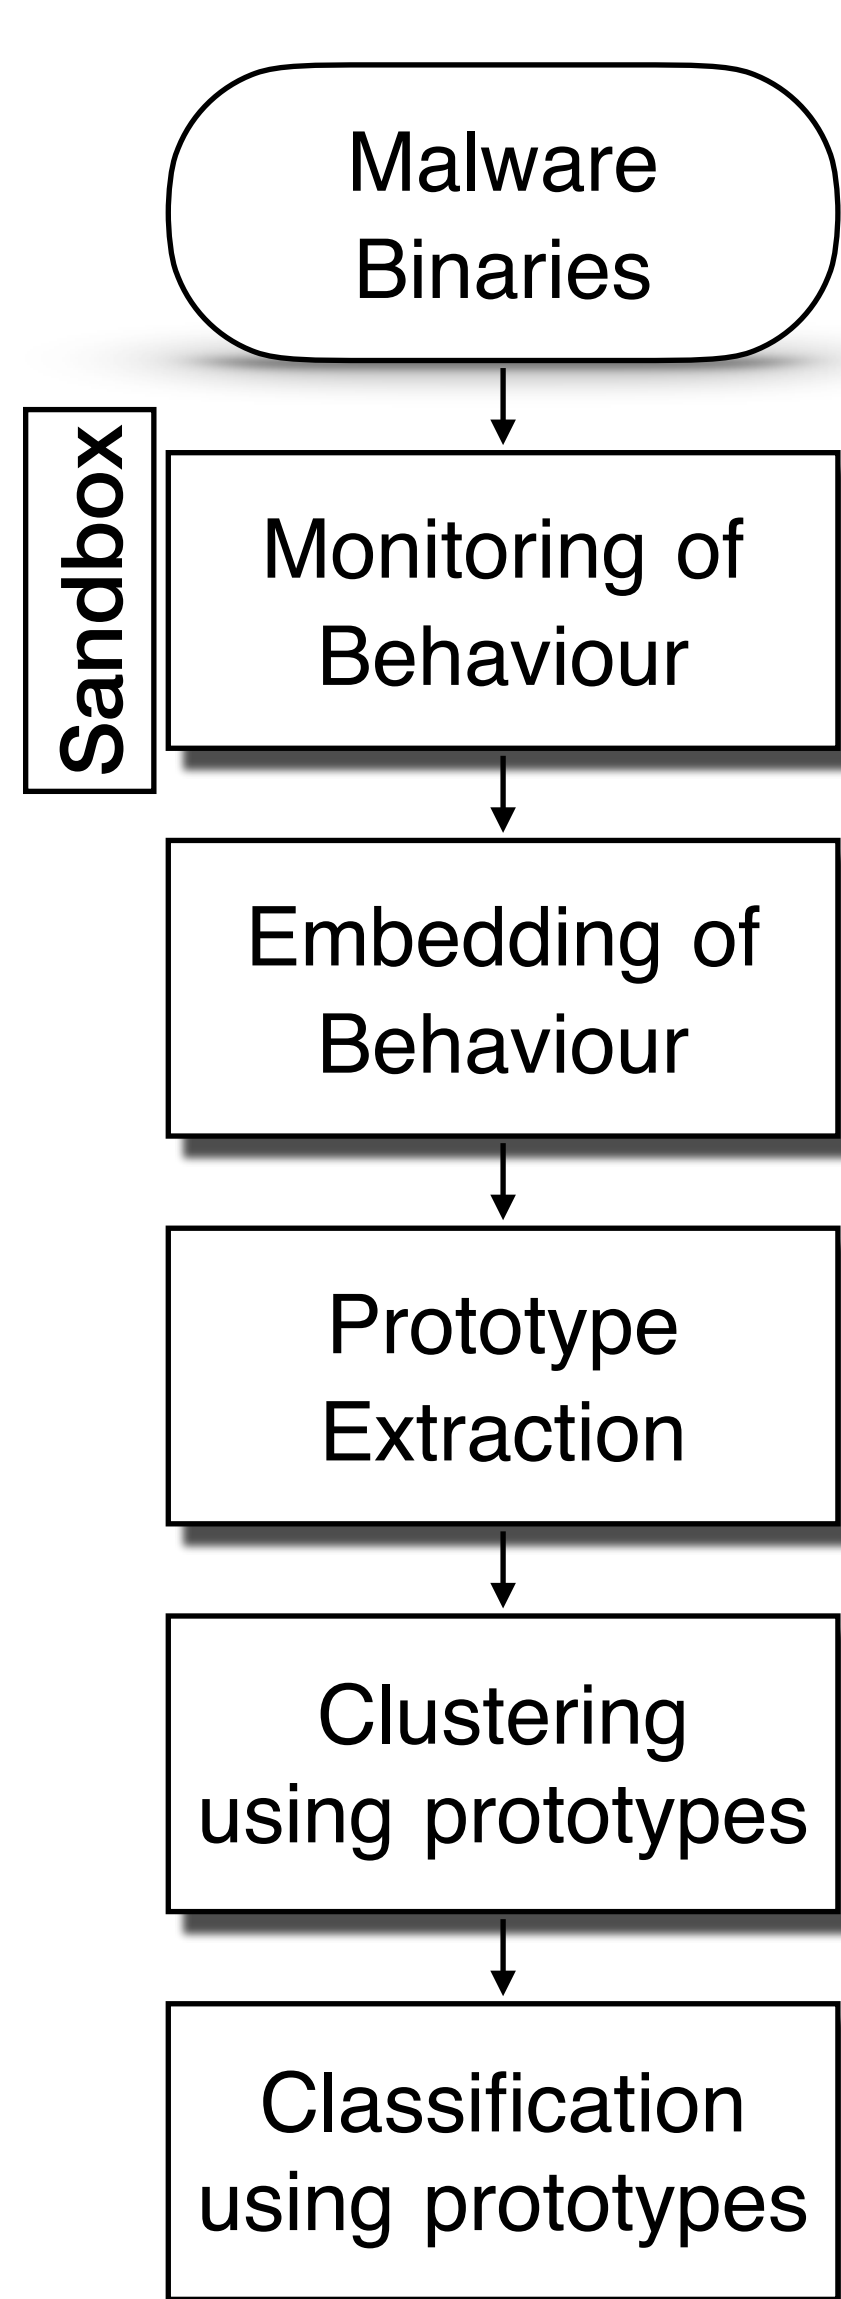 Malware
Binaries
Sandbox
Monitoring of
Behaviour
Embedding of
Behaviour
Prototype
Extraction
Clustering
using prototypes
Classification
using prototypes